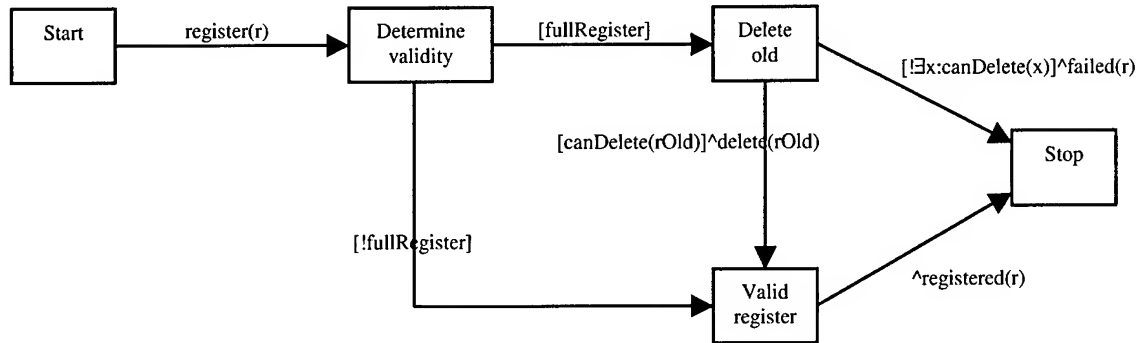 Start
register(r)
Determine
validity
[fullRegister]
Delete
old
[!∃x:canDelete(x)]^failed(r)
[canDelete(rOld)]^delete(rOld)
Stop
[!fullRegister]
^registered(r)
Valid
register